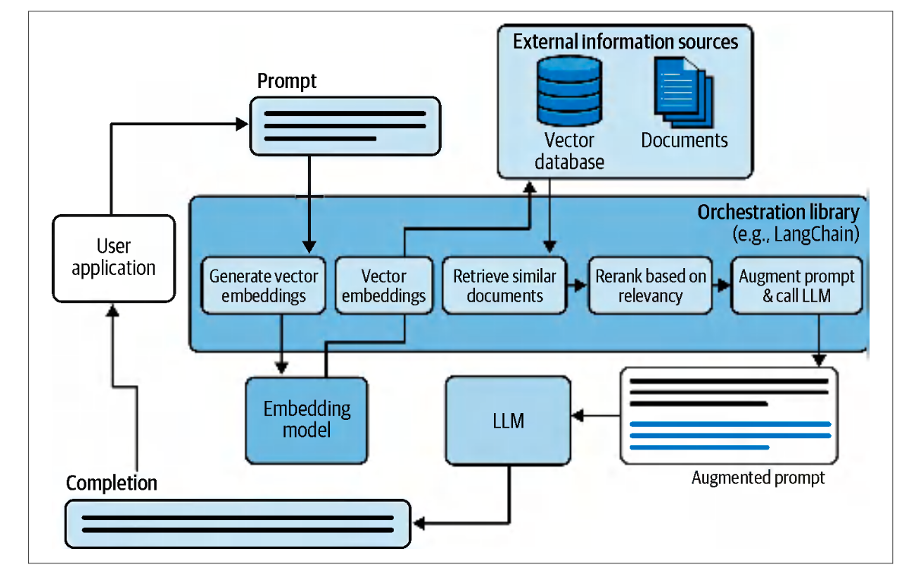 External information sources
Vector
database
Documents
Prompt
Orchestration library
(e.g., LangChain)
User
application
Generate vector
embeddings
Vector
embeddings
Retrieve similar
documents
Rerank based on
relevancy
Augment prompt
& call LLM
Embedding
model
LLM
Augmented prompt
Completion